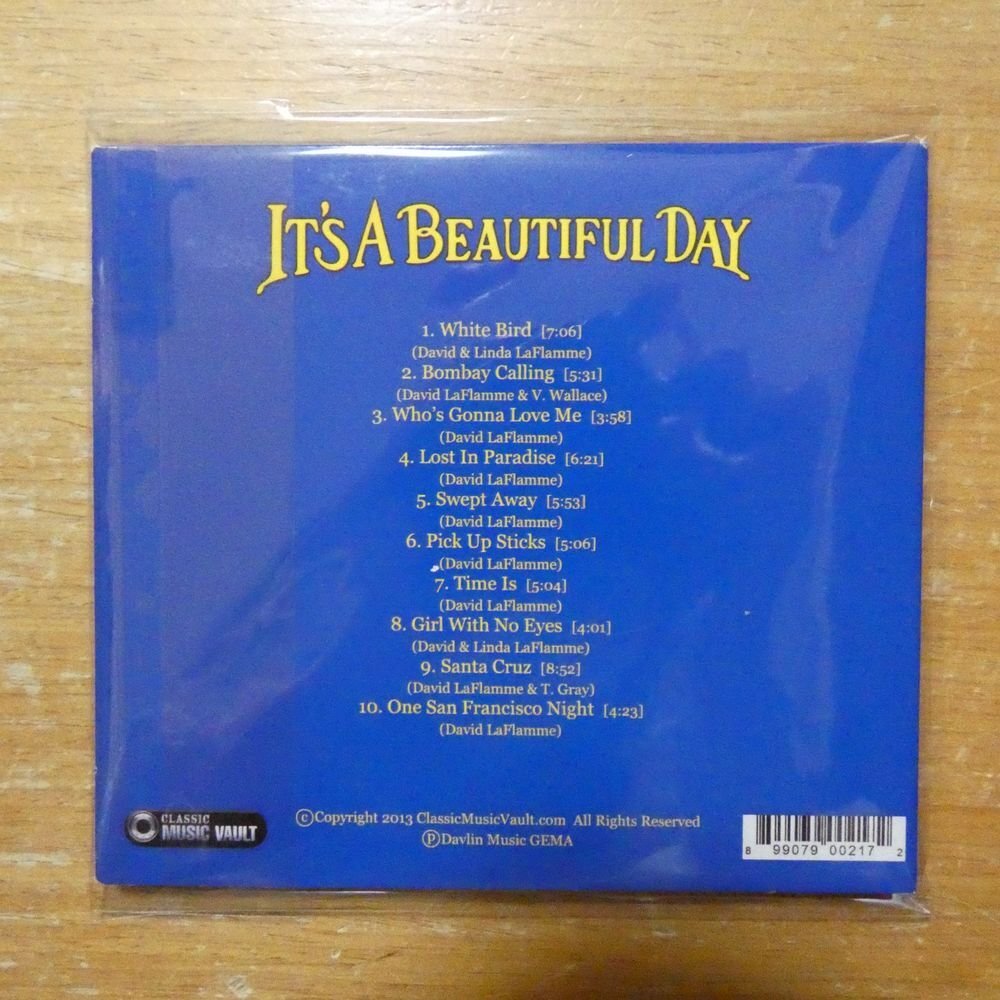 IT'S A BEAUTIFUL DAY
1. White Bird [7:06]
(David & Linda LaFlamme)
2. Bombay Calling [5:31]
(David LaFlamme & V. Wallace)
3. Who's Gonna Love Me [3:58]
(David LaFlamme)
4. Lost In Paradise [6:21]
(David LaFlamme)
5. Swept Away [5:53]
(David LaFlamme)
6. Pick Up Sticks [5:06]
(David LaFlamme)
7. Time Is [5:04]
(David LaFlamme)
8. Girl With No Eyes [4:01]
(David & Linda LaFlamme)
9. Santa Cruz [8:52]
(David LaFlamme & T. Gray)
10. One San Francisco Night [4:23]
(David LaFlamme)
CLASSIC
MUSIC VAULT
©Copyright 2013 ClassicMusicVault.com All Rights Reserved
℗Davlin Music GEMA
8 99079 00217 2